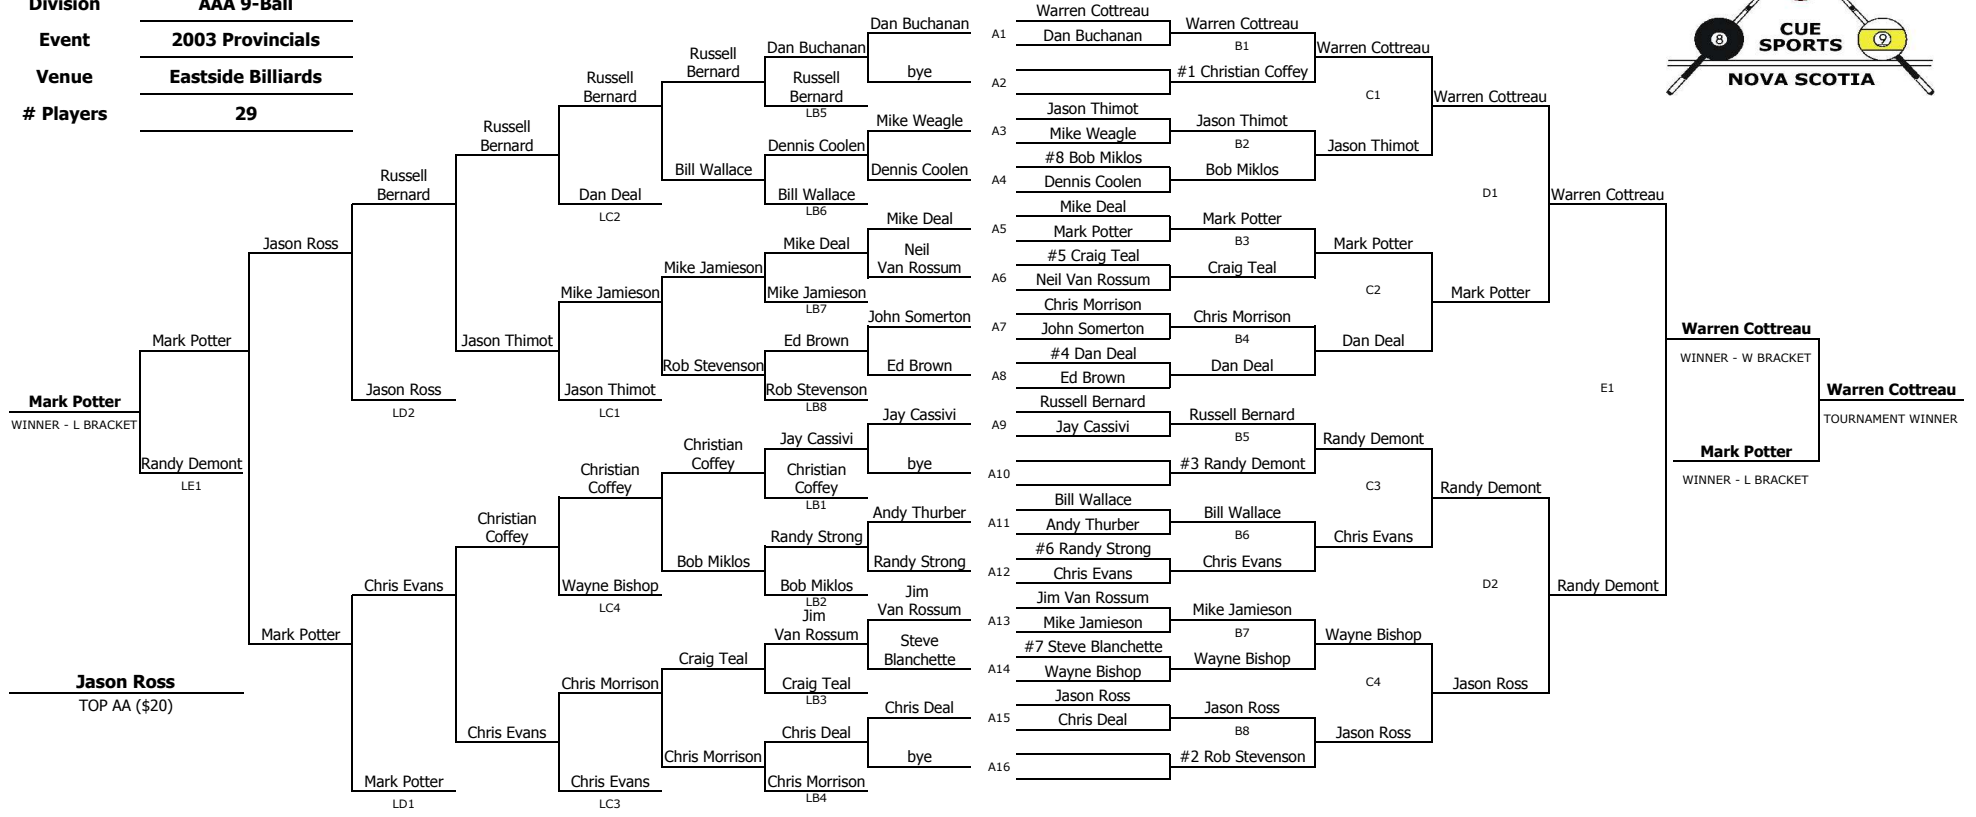 Division AAA 9-Ball
Event 2003 Provincials
Venue Eastside Billiards
# Players 29
8
9
CUE
SPORTS
NOVA SCOTIA
Mark Potter
WINNER - L BRACKET
Mark Potter
Randy Demont
LE1
Jason Ross
TOP AA ($20)
Jason Ross
Mark Potter
Russell
Bernard
Jason Ross
LD2
Chris Evans
Mark Potter
LD1
Russell
Bernard
Jason Thimot
Christian
Coffey
Chris Evans
Russell
Bernard
Dan Deal
LC2
Mike Jamieson
Jason Thimot
LC1
Christian
Coffey
Wayne Bishop
LC4
Chris Morrison
Chris Evans
LC3
Russell
Bernard
Bill Wallace
Mike Jamieson
Rob Stevenson
Christian
Coffey
Bob Miklos
Craig Teal
Chris Morrison
Dan Buchanan
Russell
Bernard
LB5
Dennis Coolen
Bill Wallace
LB6
Mike Deal
Mike Jamieson
LB7
Ed Brown
Rob Stevenson
LB8
Jay Cassivi
Christian
Coffey
LB1
Randy Strong
Bob Miklos
LB2
Jim
Van Rossum
Craig Teal
LB3
Chris Deal
Chris Morrison
LB4
Dan Buchanan
bye
Mike Weagle
Dennis Coolen
Mike Deal
Neil
Van Rossum
John Somerton
Ed Brown
Jay Cassivi
bye
Andy Thurber
Randy Strong
Jim
Van Rossum
Steve
Blanchette
Chris Deal
bye
A1
A2
A3
A4
A5
A6
A7
A8
A9
A10
A11
A12
A13
A14
A15
A16
Warren Cottreau
Dan Buchanan
Jason Thimot
Mike Weagle
#8 Bob Miklos
Dennis Coolen
Mike Deal
Mark Potter
#5 Craig Teal
Neil Van Rossum
Chris Morrison
John Somerton
#4 Dan Deal
Ed Brown
Russell Bernard
Jay Cassivi
Bill Wallace
Andy Thurber
#6 Randy Strong
Chris Evans
Jim Van Rossum
Mike Jamieson
#7 Steve Blanchette
Wayne Bishop
Jason Ross
Chris Deal
Warren Cottreau
B1
#1 Christian Coffey
Jason Thimot
B2
Bob Miklos
Mark Potter
B3
Craig Teal
Chris Morrison
B4
Dan Deal
Russell Bernard
B5
#3 Randy Demont
Bill Wallace
B6
Chris Evans
Mike Jamieson
B7
Wayne Bishop
Jason Ross
B8
#2 Rob Stevenson
Warren Cottreau
C1
Jason Thimot
Mark Potter
C2
Dan Deal
Randy Demont
C3
Chris Evans
Wayne Bishop
C4
Jason Ross
Warren Cottreau
D1
Mark Potter
Randy Demont
D2
Jason Ross
Warren Cottreau
E1
Randy Demont
Warren Cottreau
WINNER - W BRACKET
Mark Potter
WINNER - L BRACKET
Warren Cottreau
TOURNAMENT WINNER